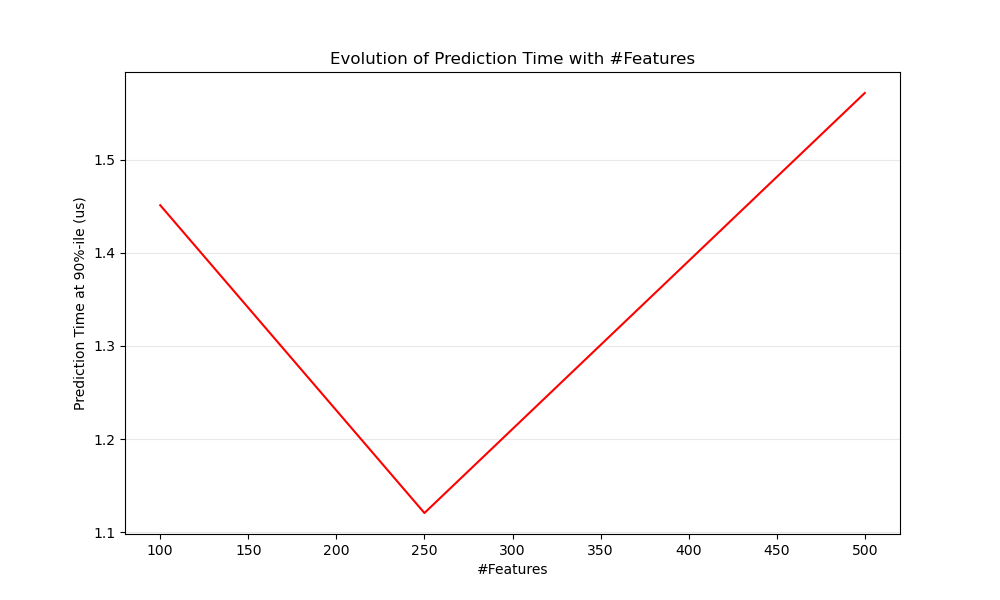 Evolution of Prediction Time with #Features
Prediction Time at 90%-ile (us)
1.5
1.4
1.3
1.2
1.1
100 150 200 250 300 350 400 450 500
#Features